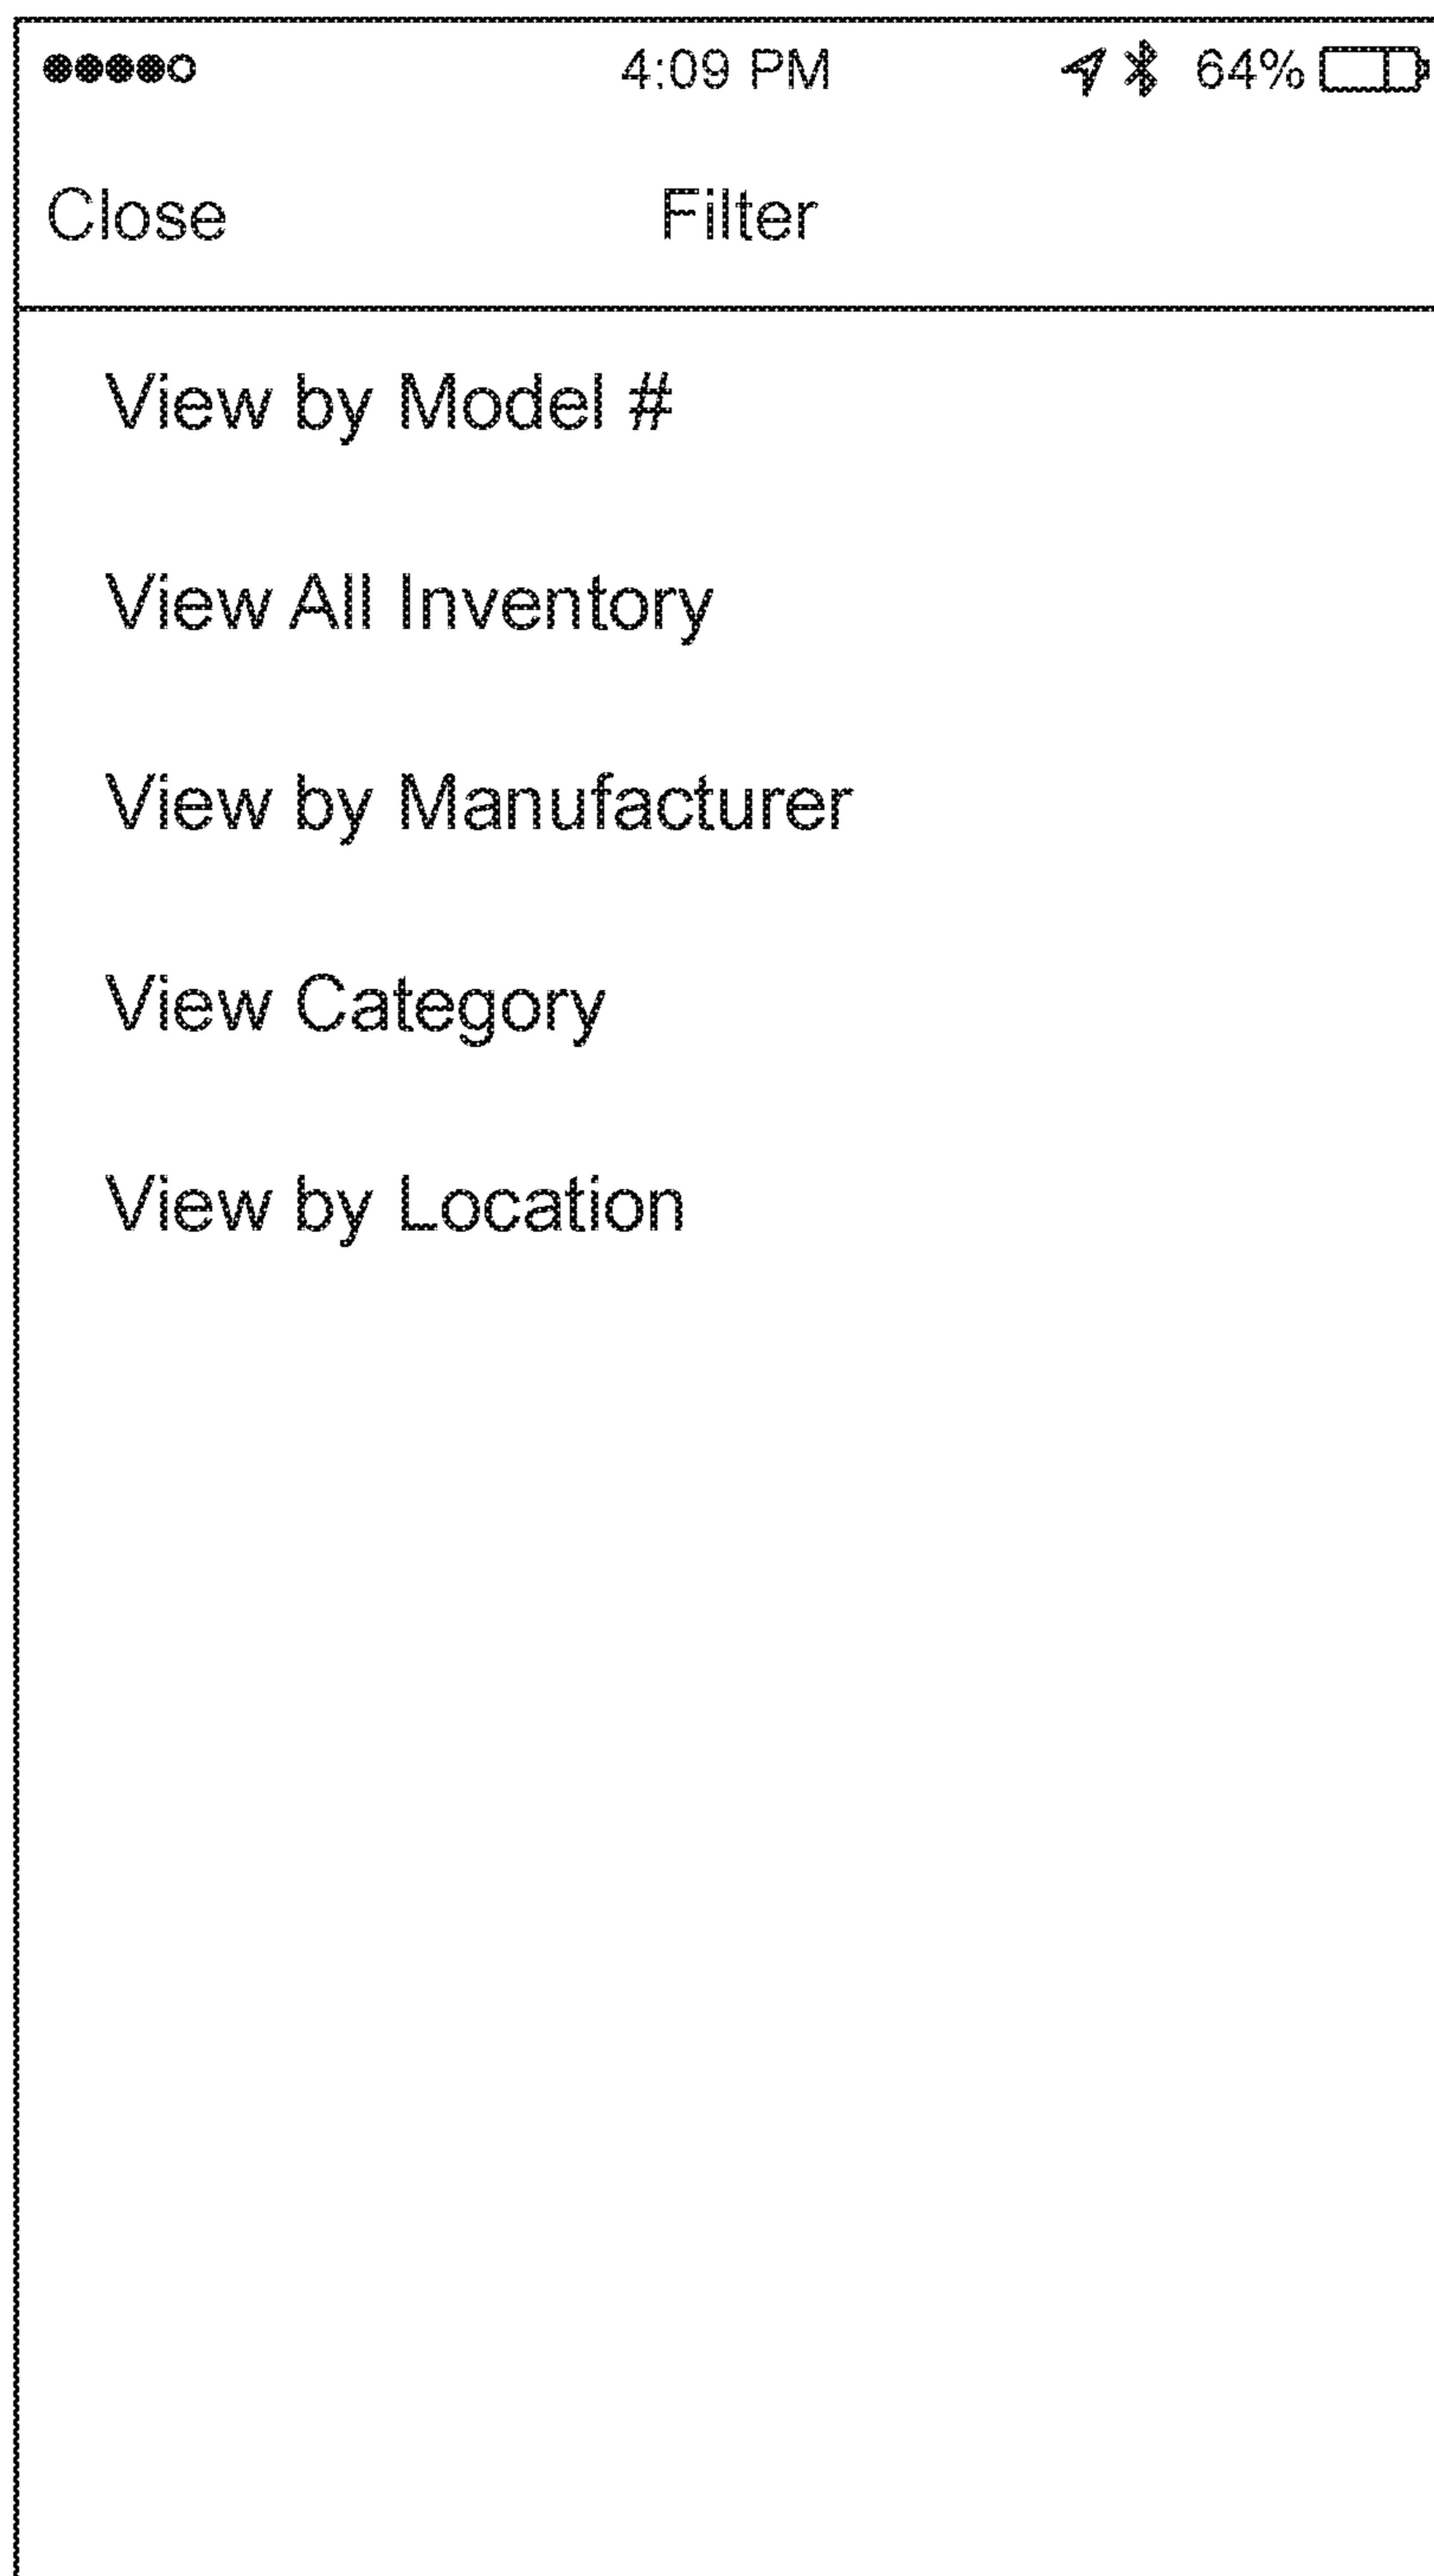 4:09 PM 64%
Close Filter
View by Model #
View All Inventory
View by Manufacturer
View Category
View by Location